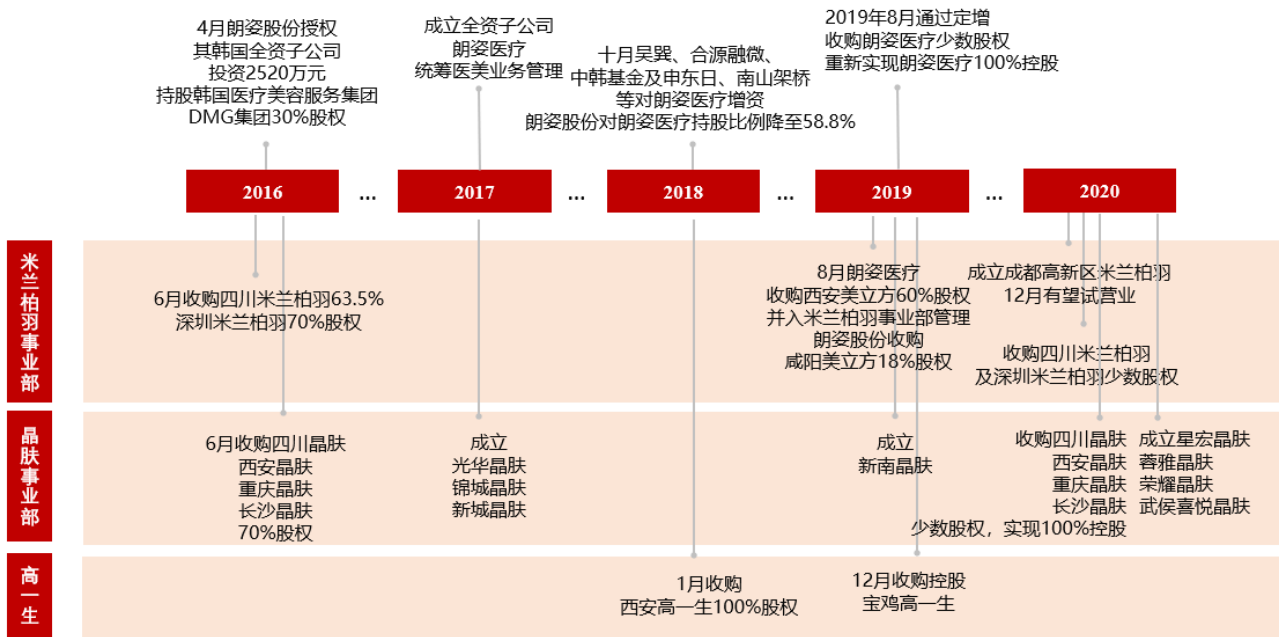 4月朗姿股份授权
其韩国全资子公司
投资2520万元
持股韩国医疗美容服务集团
DMG集团30%股权
成立全资子公司
朗姿医疗
统筹医美业务管理
十月吴巽、合源融微、
中韩基金及申东日、南山架桥
等对朗姿医疗增资
朗姿股份对朗姿医疗持股比例降至58.8%
2019年8月通过定增
收购朗姿医疗少数股权
重新实现朗姿医疗100%控股
2016
...
2017
...
2018
...
2019
...
2020
米兰柏羽事业部
6月收购四川米兰柏羽63.5%
深圳米兰柏羽70%股权
8月朗姿医疗
收购西安美立方60%股权
并入米兰柏羽事业部管理
朗姿股份收购
咸阳美立方18%股权
成立成都高新区米兰柏羽
12月有望试营业
收购四川米兰柏羽
及深圳米兰柏羽少数股权
晶肤事业部
6月收购四川晶肤
西安晶肤
重庆晶肤
长沙晶肤
70%股权
成立
光华晶肤
锦城晶肤
新城晶肤
成立
新南晶肤
收购四川晶肤
西安晶肤
重庆晶肤
长沙晶肤
少数股权，实现100%控股
成立星宏晶肤
蓉雅晶肤
荣耀晶肤
武侯喜悦晶肤
高一生
1月收购
西安高一生100%股权
12月收购控股
宝鸡高一生